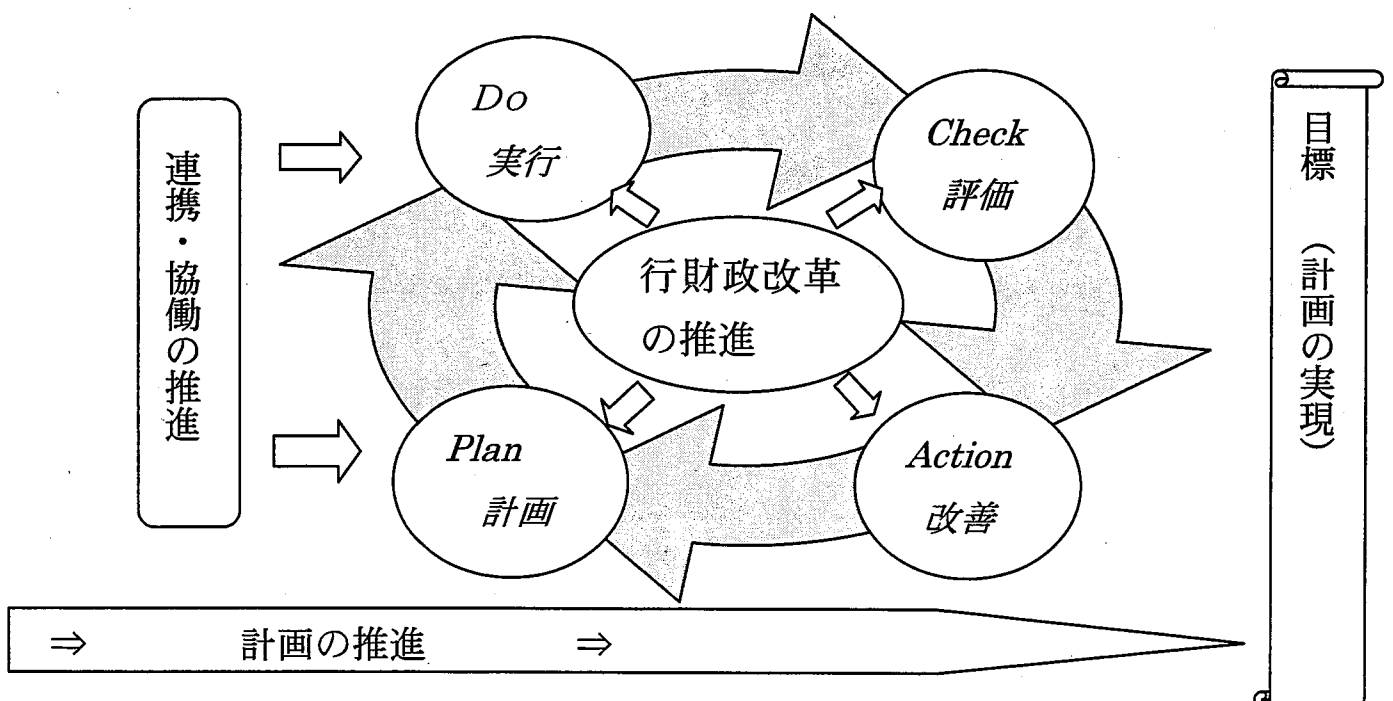 連携・協働の推進
Do
実行
Check
評価
行財政改革
の推進
Plan
計画
Action
改善
目標　（計画の実現）
⇒　計画の推進　⇒